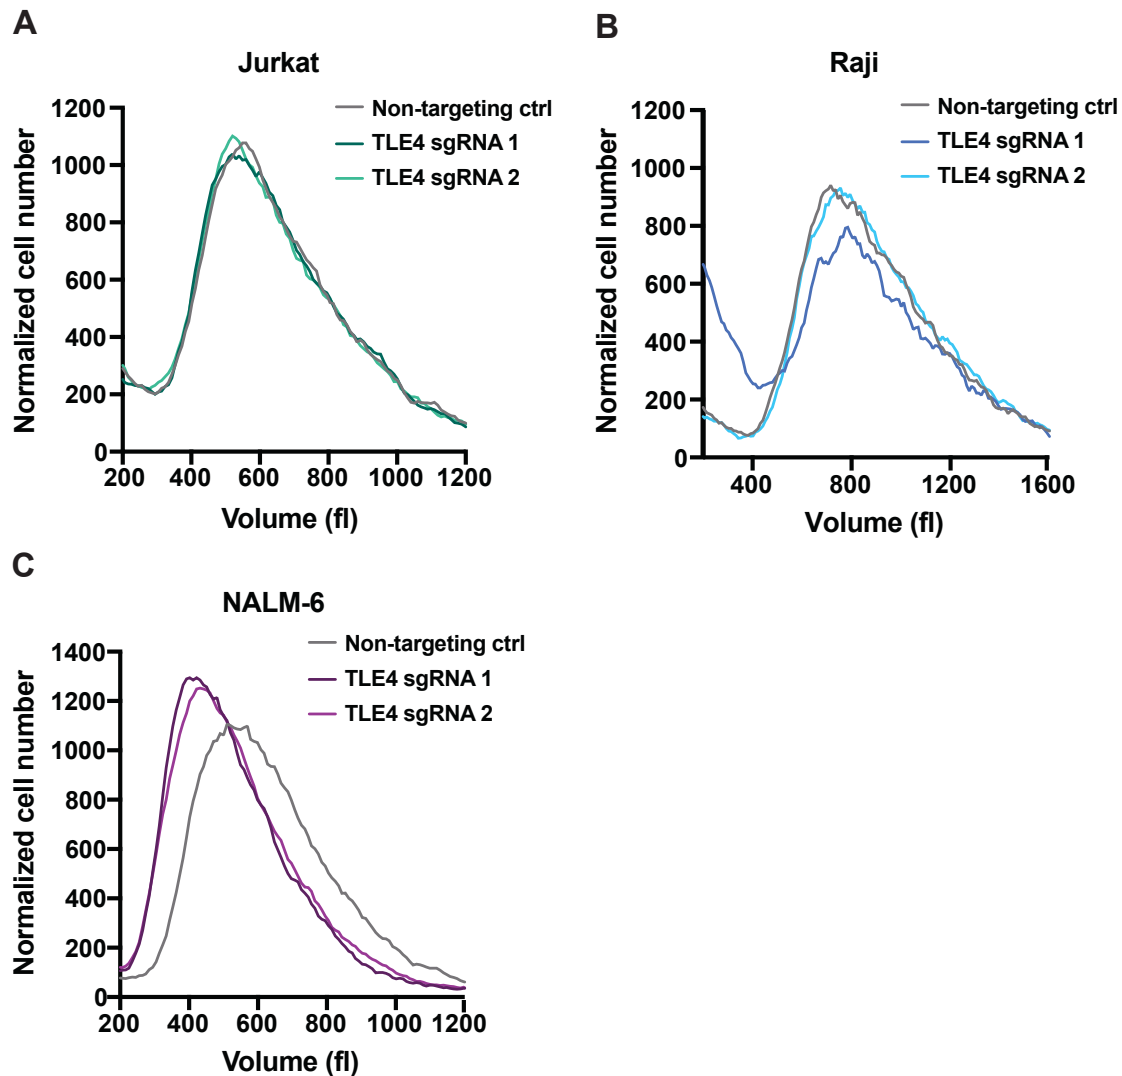 A
Jurkat
Normalized cell number
1200
1000
800
600
400
200
0
200 400 600 800 1000 1200
Volume (fl)
Non-targeting ctrl
TLE4 sgRNA 1
TLE4 sgRNA 2
B
Raji
Normalized cell number
1200
1000
800
600
400
200
0
400 800 1200 1600
Volume (fl)
Non-targeting ctrl
TLE4 sgRNA 1
TLE4 sgRNA 2
C
NALM-6
Normalized cell number
1400
1200
1000
800
600
400
200
0
200 400 600 800 1000 1200
Volume (fl)
Non-targeting ctrl
TLE4 sgRNA 1
TLE4 sgRNA 2